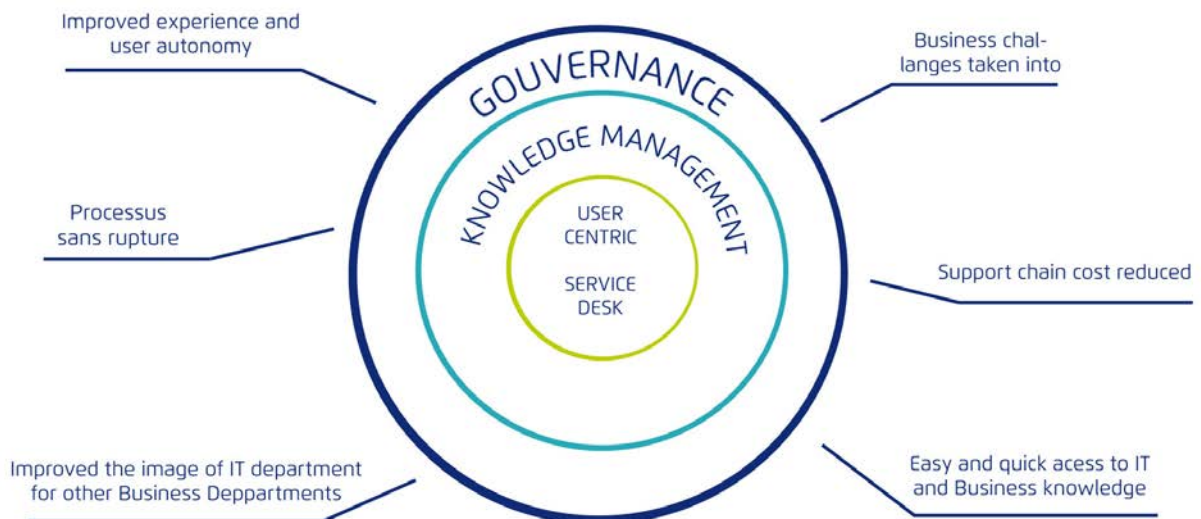 Improved experience and
user autonomy
Business chal-
langes taken into
GOUVERNANCE
KNOWLEDGE MANAGEMENT
USER
CENTRIC
SERVICE
DESK
Processus
sans rupture
Support chain cost reduced
Improved the image of IT department
for other Business Deppartments
Easy and quick acess to IT
and Business knowledge